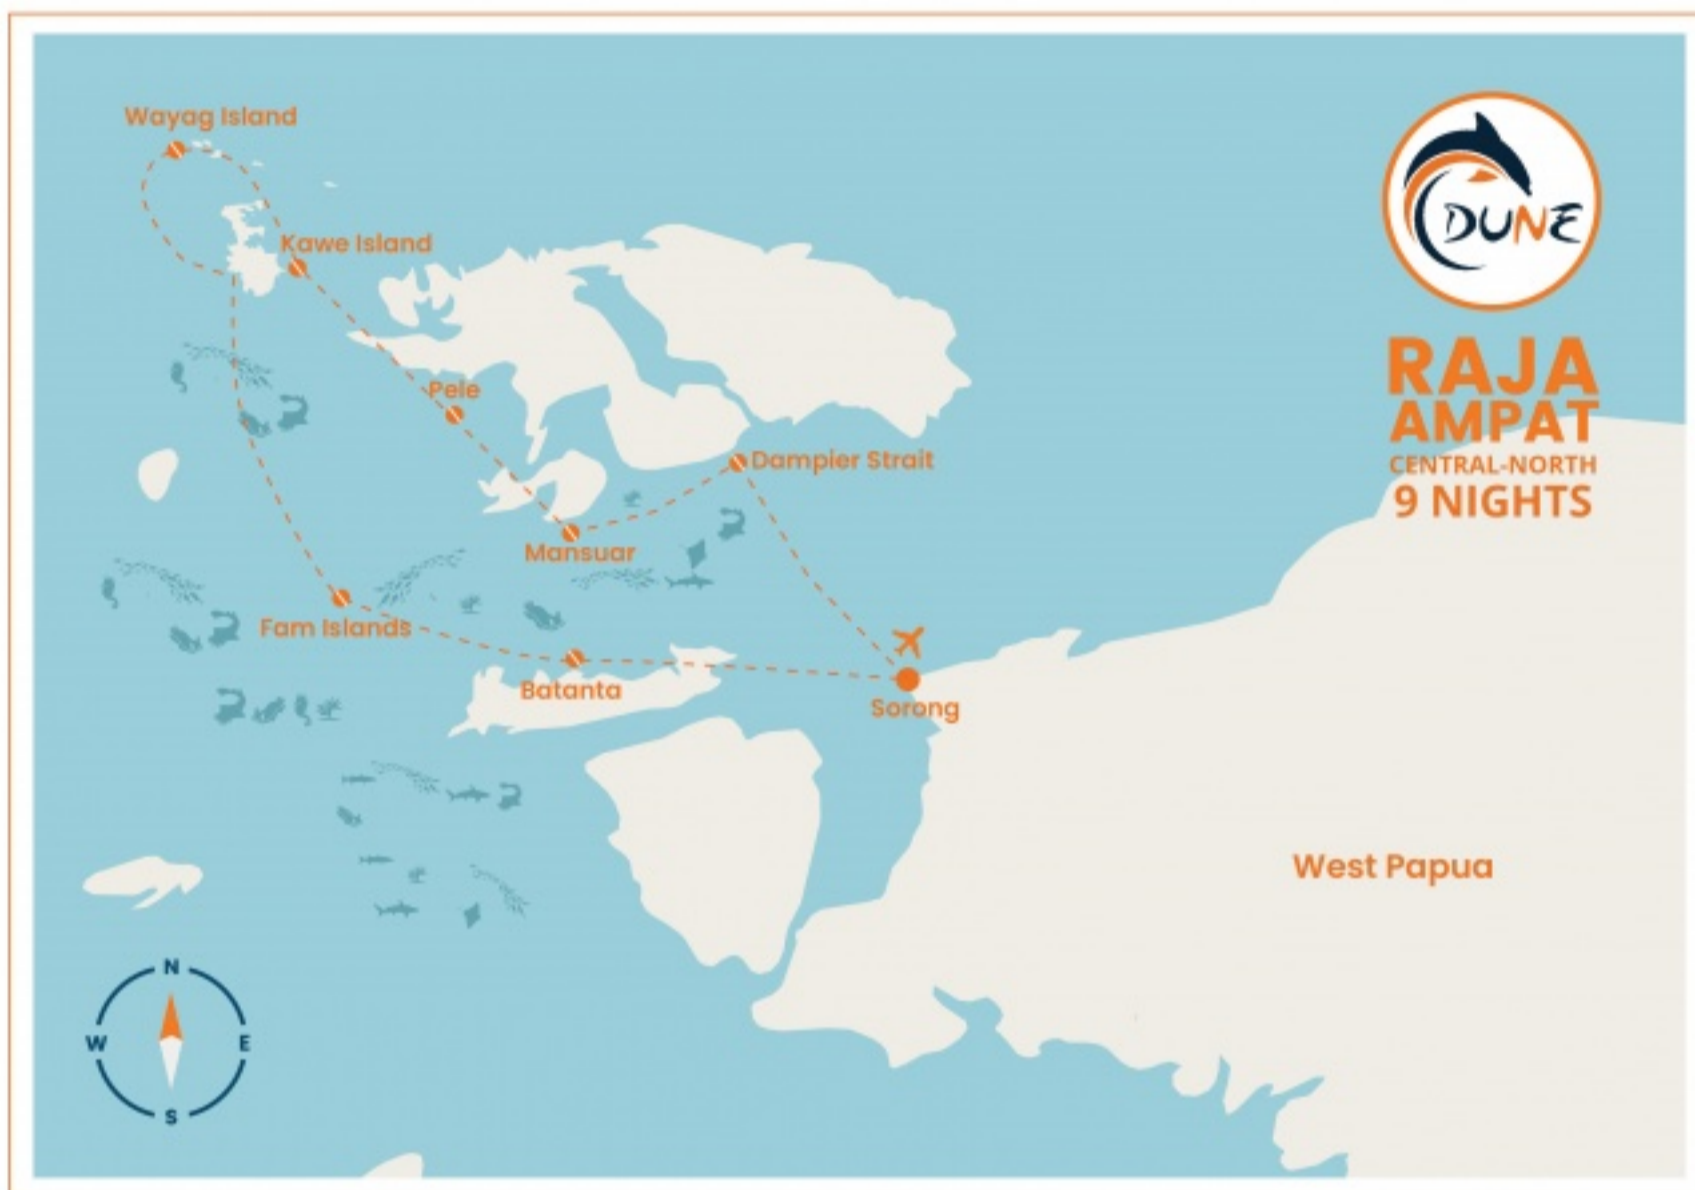 Wayag Island
Kawe Island
Pele
Dampier Strait
Mansuar
Fam Islands
Batanta
Sorong
West Papua
DUNE
RAJA
AMPAT
CENTRAL-NORTH
9 NIGHTS
N
W
E
S